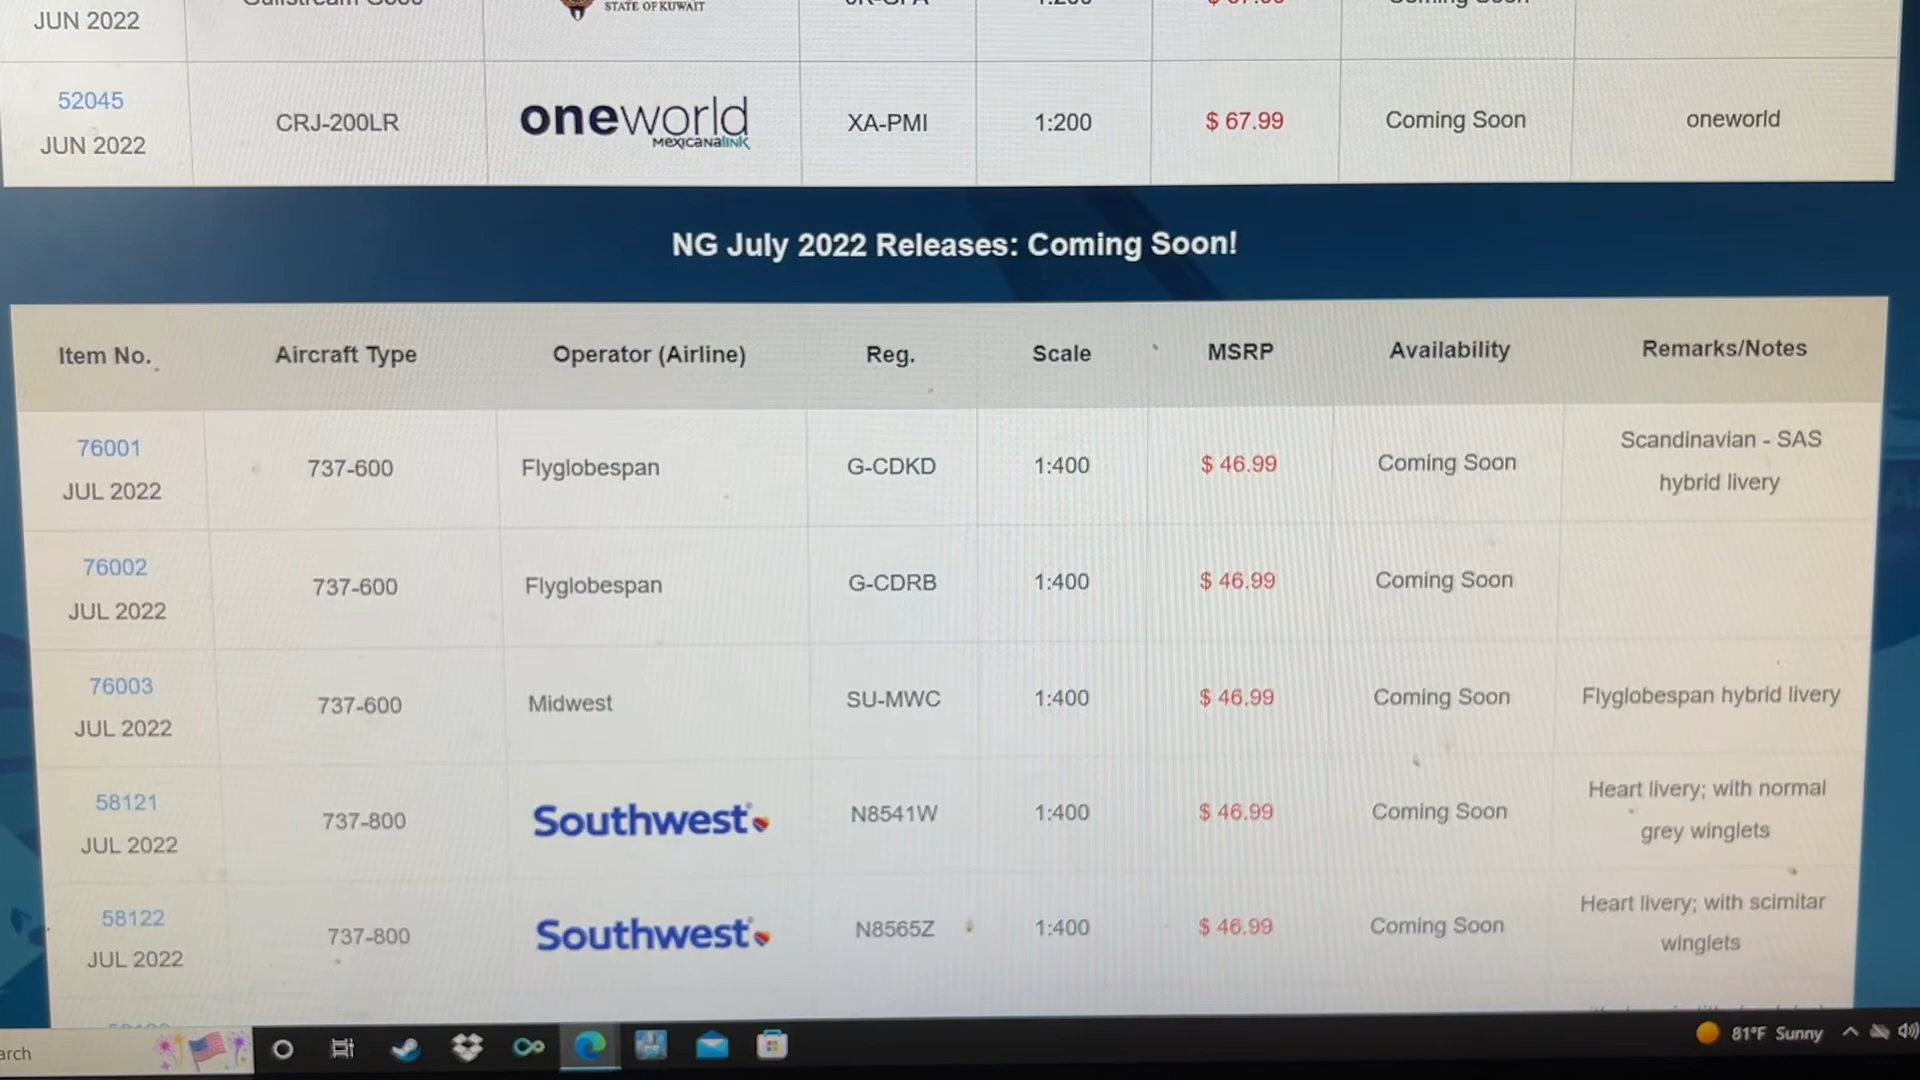 JUN 2022
STATE OF KUWAIT
Coming Soon
52045
JUN 2022
CRJ-200LR
oneworld
MEXICANALINK
XA-PMI
1:200
$ 67.99
Coming Soon
oneworld
NG July 2022 Releases: Coming Soon!
Item No. Aircraft Type Operator (Airline) Reg. Scale MSRP Availability Remarks/Notes
76001
JUL 2022
737-600
Flyglobespan
G-CDKD
1:400
$ 46.99
Coming Soon
Scandinavian - SAS
hybrid livery
76002
JUL 2022
737-600
Flyglobespan
G-CDRB
1:400
$ 46.99
Coming Soon
76003
JUL 2022
737-600
Midwest
SU-MWC
1:400
$ 46.99
Coming Soon
Flyglobespan hybrid livery
58121
JUL 2022
737-800
Southwest
N8541W
1:400
$ 46.99
Coming Soon
Heart livery; with normal
grey winglets
58122
JUL 2022
737-800
Southwest
N8565Z
1:400
$ 46.99
Coming Soon
Heart livery; with scimitar
winglets
arch
81°F Sunny